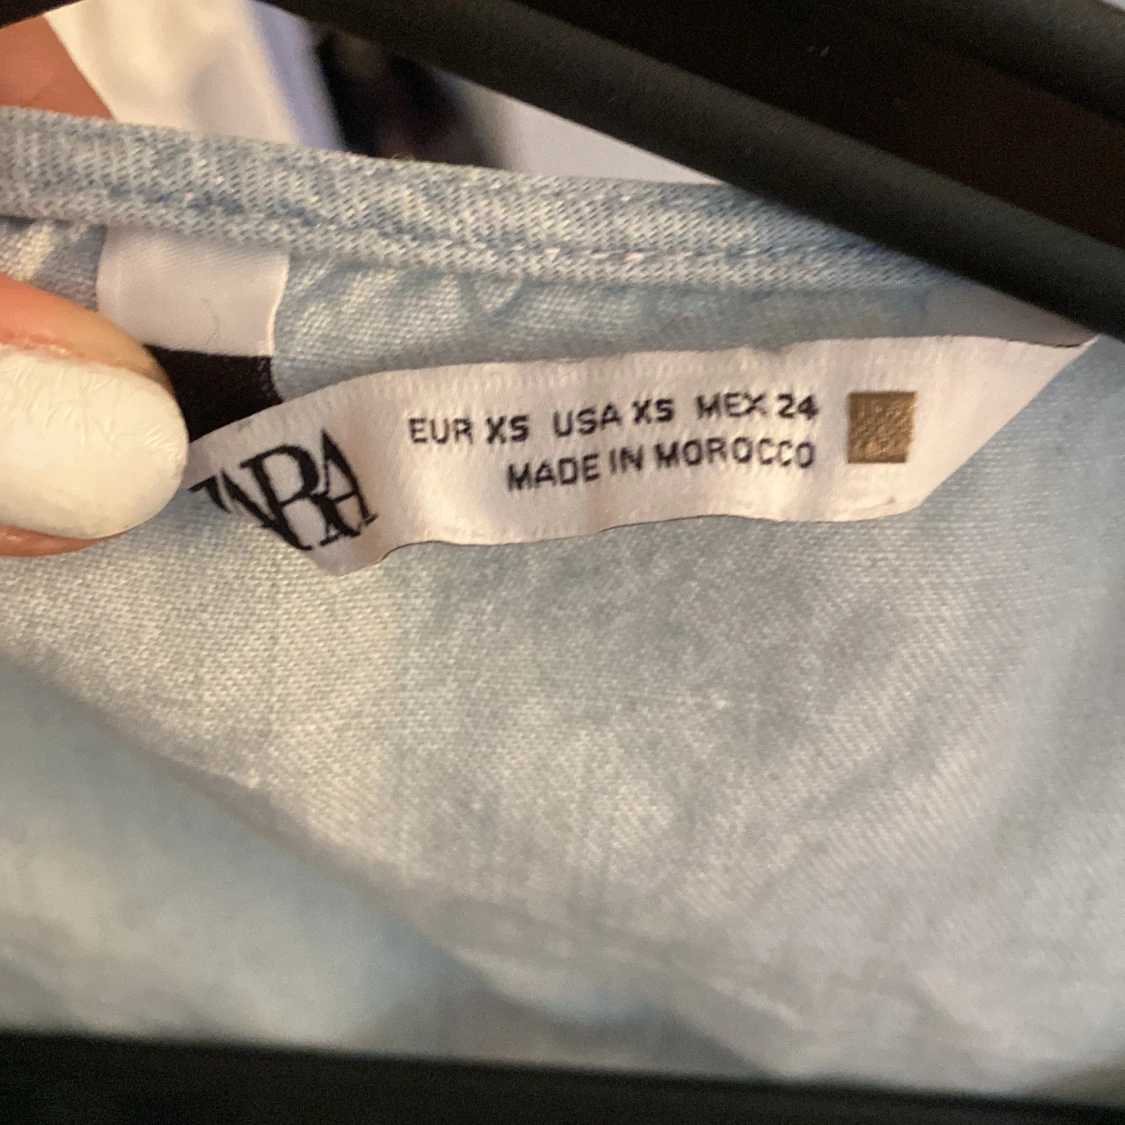 ZARA
EUR XS USA XS MEX 24
MADE IN MOROCCO